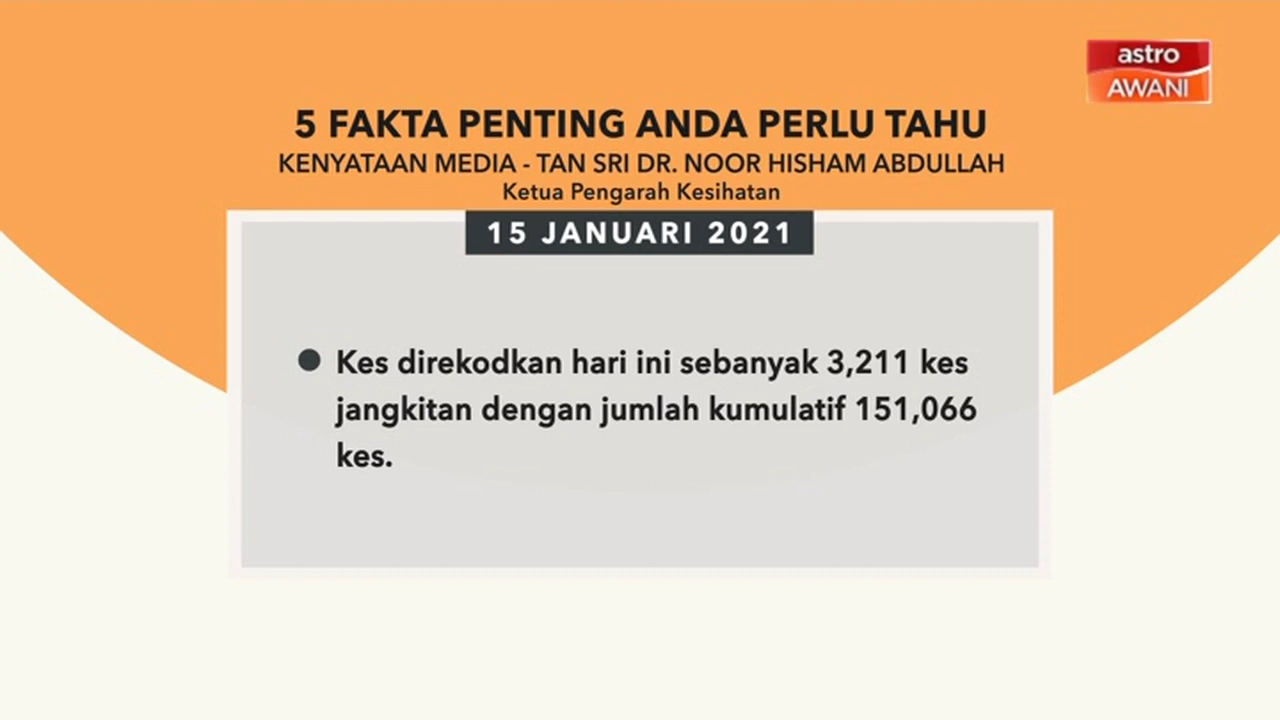 astro
AWANI
5 FAKTA PENTING ANDA PERLU TAHU
KENYATAAN MEDIA - TAN SRI DR. NOOR HISHAM ABDULLAH
Ketua Pengarah Kesihatan
15 JANUARI 2021
● Kes direkodkan hari ini sebanyak 3,211 kes
jangkitan dengan jumlah kumulatif 151,066
kes.